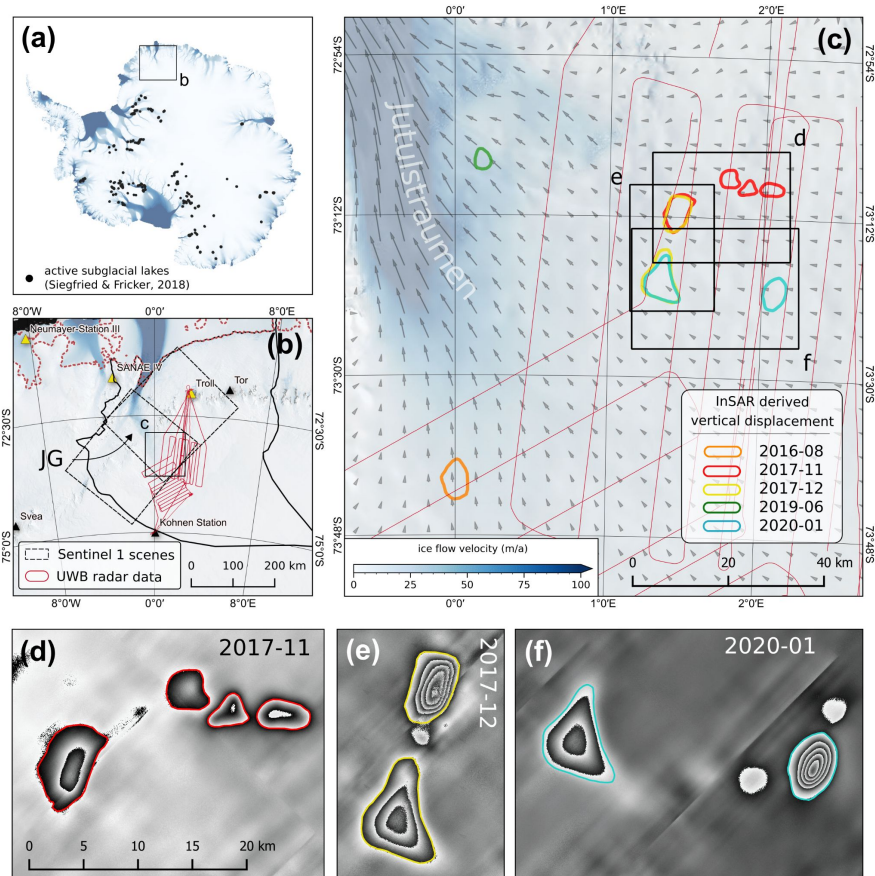 (a)
b
active subglacial lakes
(Siegfried & Fricker, 2018)
8°0'W 0°0' 8°0'E
(b)
Neumayer-Station III
SANAE IV
Troll
Tor
72°30'S
72°30'S
c
JG
Svea
Kohnen Station
75°0'S
75°0'S
Sentinel 1 scenes
UWB radar data
0 100 200 km
8°0'W 0°0' 8°0'E
0°0' 1°0'E 2°0'E
(c)
72°54'S
72°54'S
Jutulstraumen
d
e
73°12'S
73°12'S
f
73°30'S
73°30'S
InSAR derived
vertical displacement
2016-08
2017-11
2017-12
2019-06
2020-01
73°48'S
73°48'S
ice flow velocity (m/a)
0 25 50 75 100
0 20 40 km
0°0' 1°0'E 2°0'E
(d)
2017-11
0 5 10 15 20 km
(e)
2017-12
(f)
2020-01